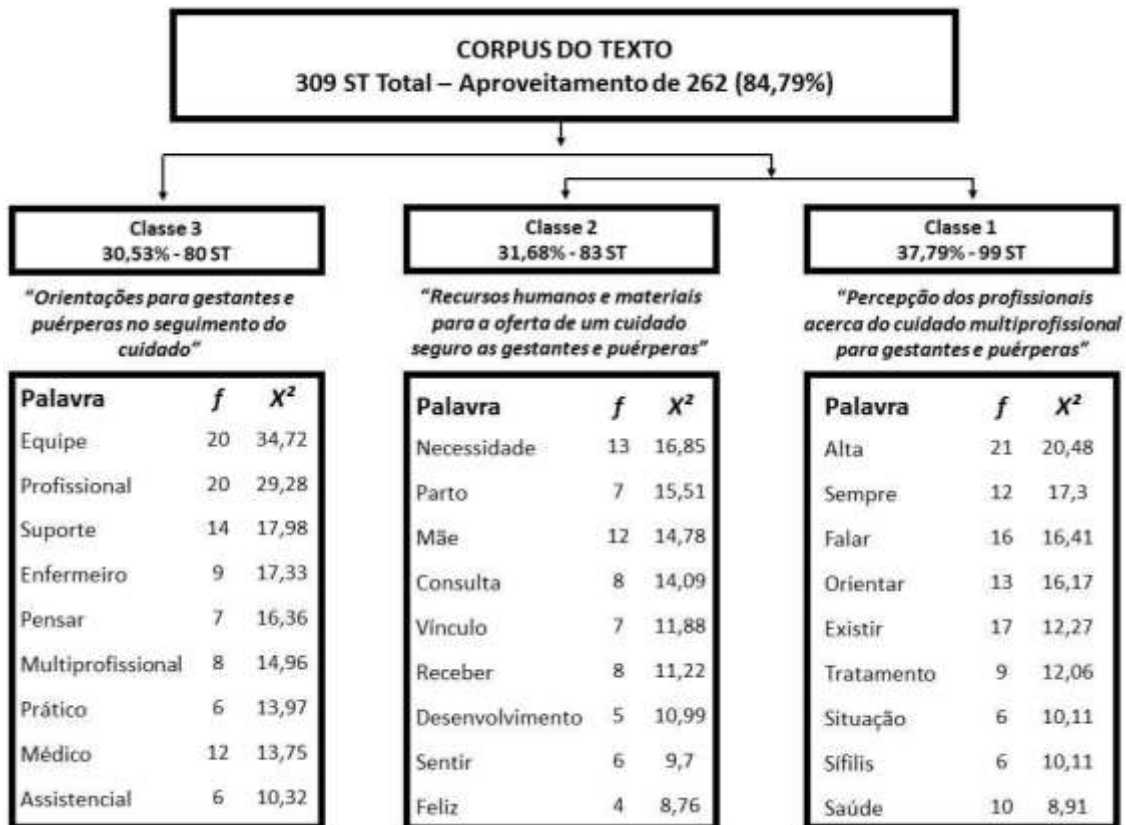 CORPUS DO TEXTO
309 ST Total – Aproveitamento de 262 (84,79%)
Classe 3
30,53% - 80 ST
"Orientações para gestantes e
puérperas no seguimento do
cuidado"
Palavra f X²
Equipe 20 34,72
Profissional 20 29,28
Suporte 14 17,98
Enfermeiro 9 17,33
Pensar 7 16,36
Multiprofissional 8 14,96
Prático 6 13,97
Médico 12 13,75
Assistencial 6 10,32
Classe 2
31,68% - 83 ST
"Recursos humanos e materiais
para a oferta de um cuidado
seguro as gestantes e puérperas"
Palavra f X²
Necessidade 13 16,85
Parto 7 15,51
Mãe 12 14,78
Consulta 8 14,09
Vínculo 7 11,88
Receber 8 11,22
Desenvolvimento 5 10,99
Sentir 6 9,7
Feliz 4 8,76
Classe 1
37,79% - 99 ST
"Percepção dos profissionais
acerca do cuidado multiprofissional
para gestantes e puérperas"
Palavra f X²
Alta 21 20,48
Sempre 12 17,3
Falar 16 16,41
Orientar 13 16,17
Existir 17 12,27
Tratamento 9 12,06
Situação 6 10,11
Sífilis 6 10,11
Saúde 10 8,91